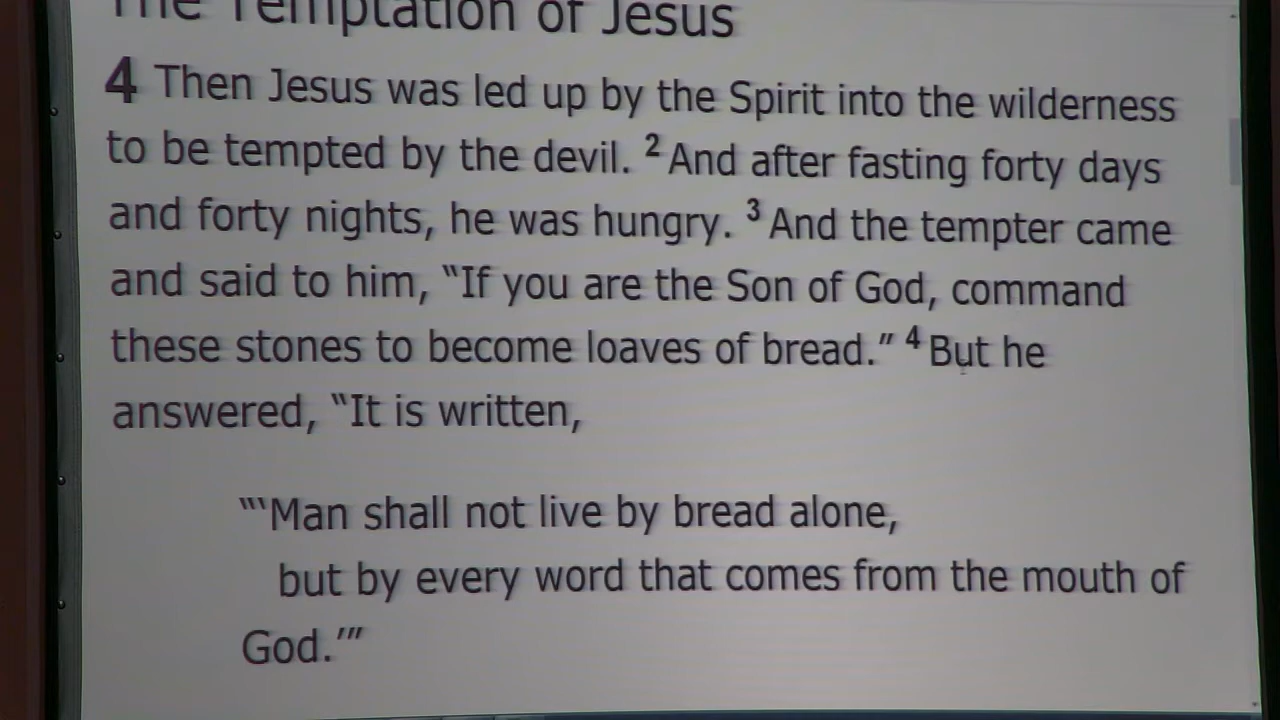 The Temptation of Jesus
4 Then Jesus was led up by the Spirit into the wilderness
to be tempted by the devil. 2 And after fasting forty days
and forty nights, he was hungry. 3 And the tempter came
and said to him, “If you are the Son of God, command
these stones to become loaves of bread.” 4 But he
answered, “It is written,
“‘Man shall not live by bread alone,
but by every word that comes from the mouth of
God.’”